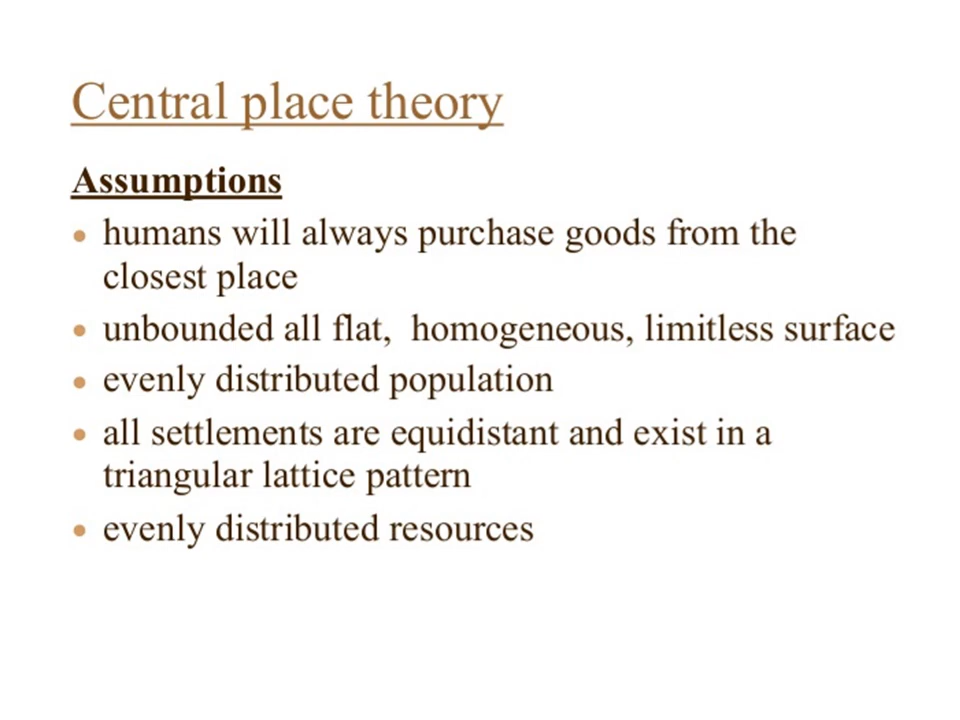 Central place theory
Assumptions
• humans will always purchase goods from the
closest place
• unbounded all flat,  homogeneous, limitless surface
• evenly distributed population
• all settlements are equidistant and exist in a
triangular lattice pattern
• evenly distributed resources